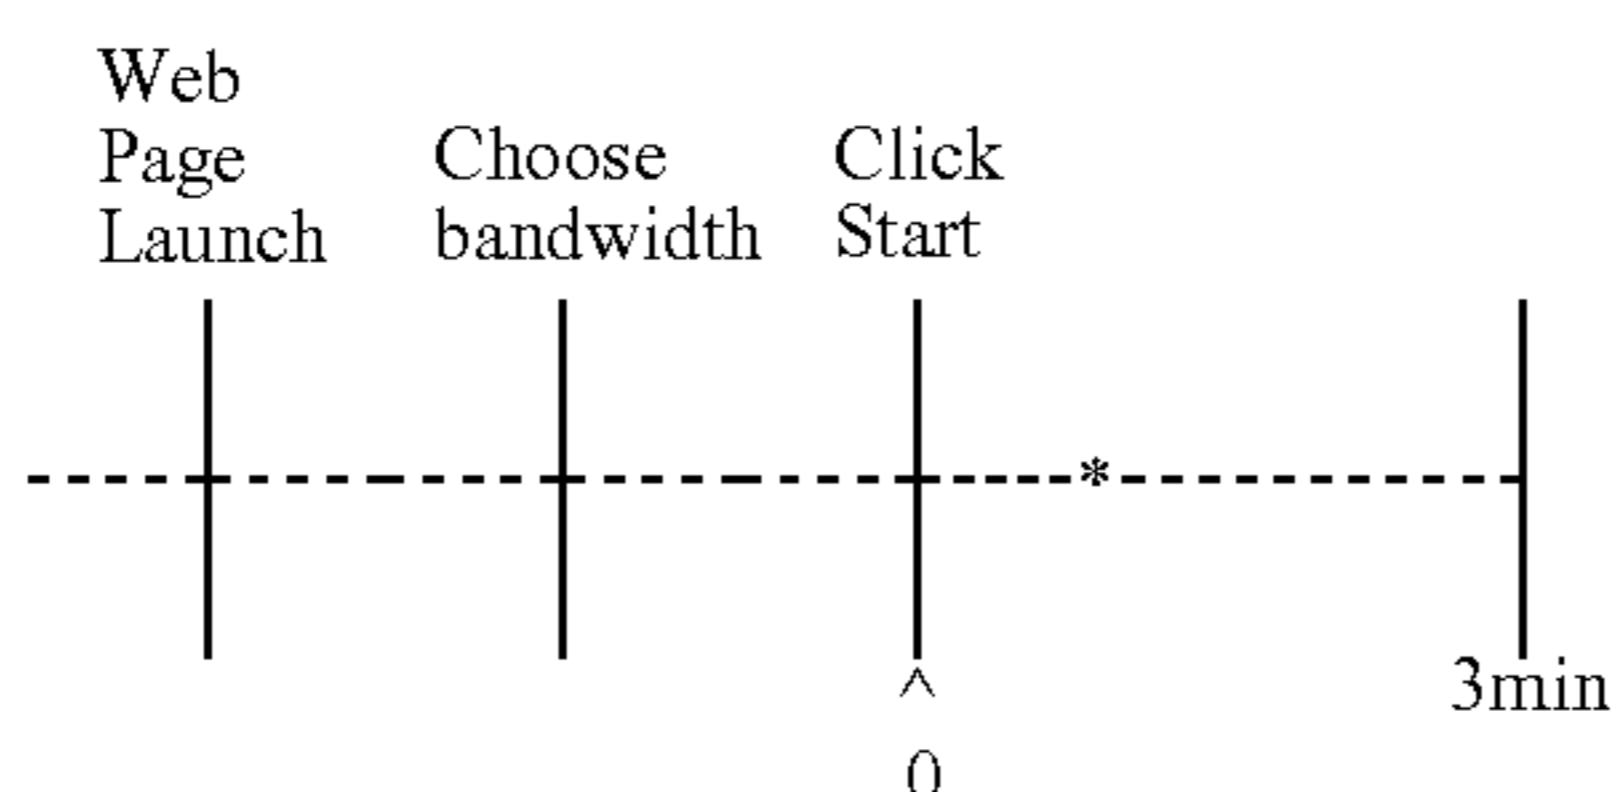 Web
Page
Launch
Choose
bandwidth
Click
Start
*
^
0
3min